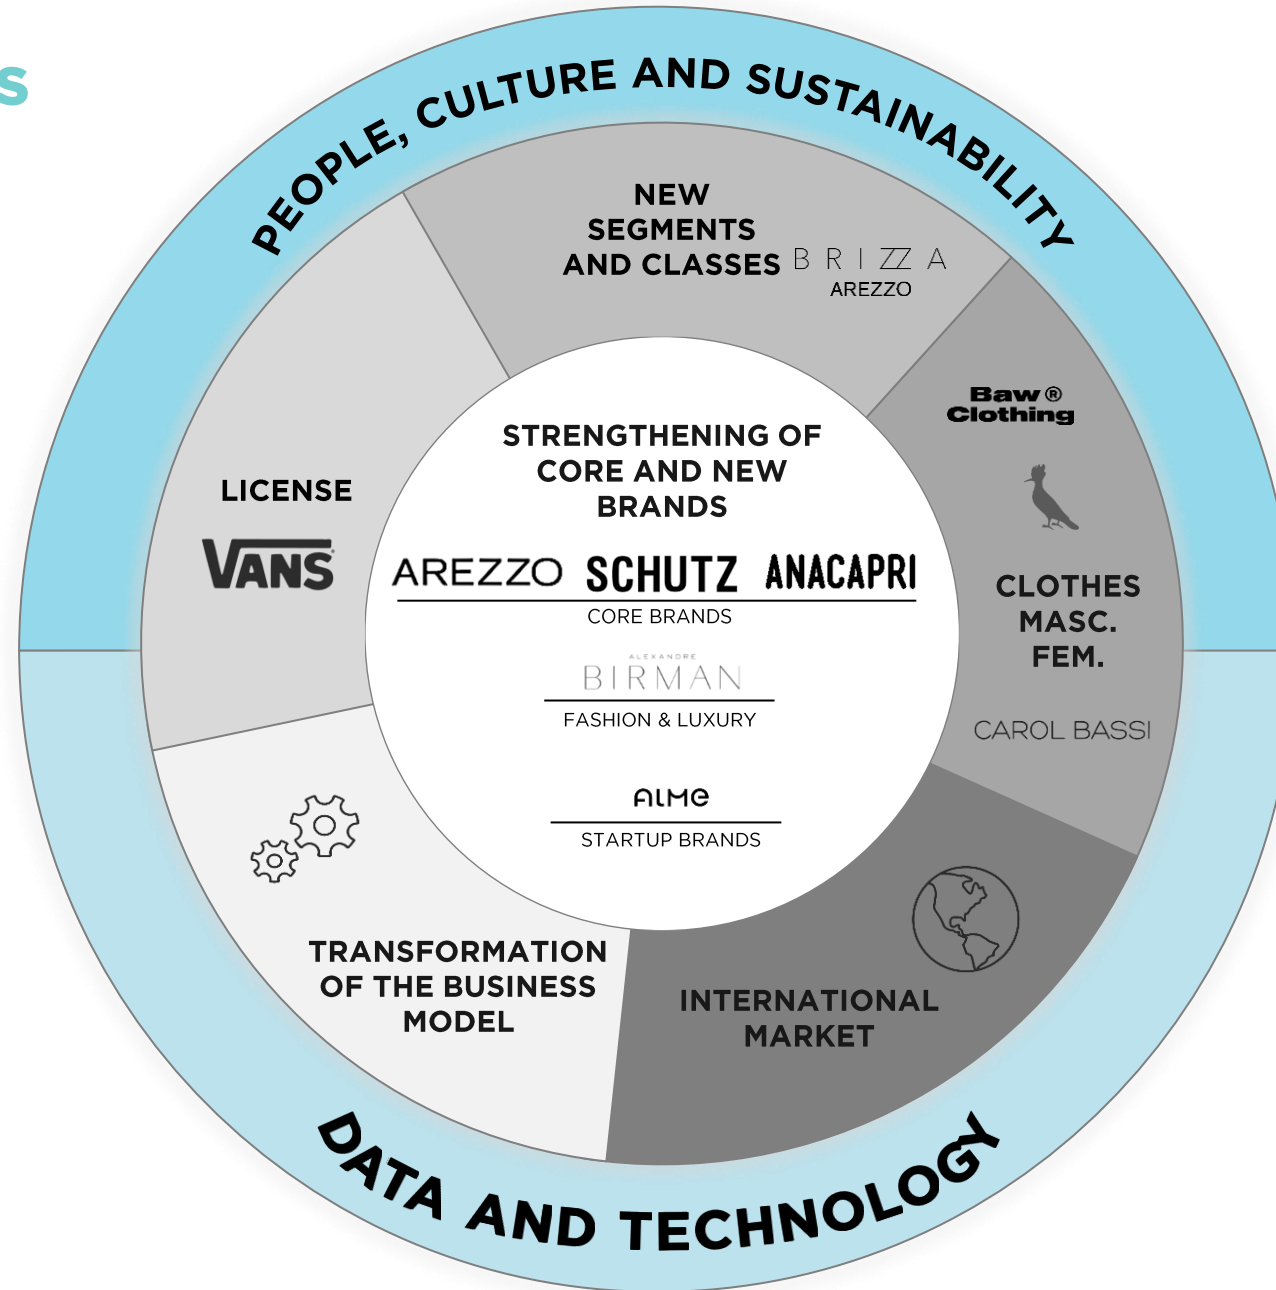 S
PEOPLE, CULTURE AND SUSTAINABILITY
NEW
SEGMENTS
AND CLASSES
BRIZZA
AREZZO
Baw®
Clothing
CLOTHES
MASC.
FEM.
CAROL BASSI
LICENSE
VANS
STRENGTHENING OF
CORE AND NEW
BRANDS
AREZZO SCHUTZ ANACAPRI
CORE BRANDS
ALEXANDRE
BIRMAN
FASHION & LUXURY
ALME
STARTUP BRANDS
TRANSFORMATION
OF THE BUSINESS
MODEL
INTERNATIONAL
MARKET
DATA AND TECHNOLOGY